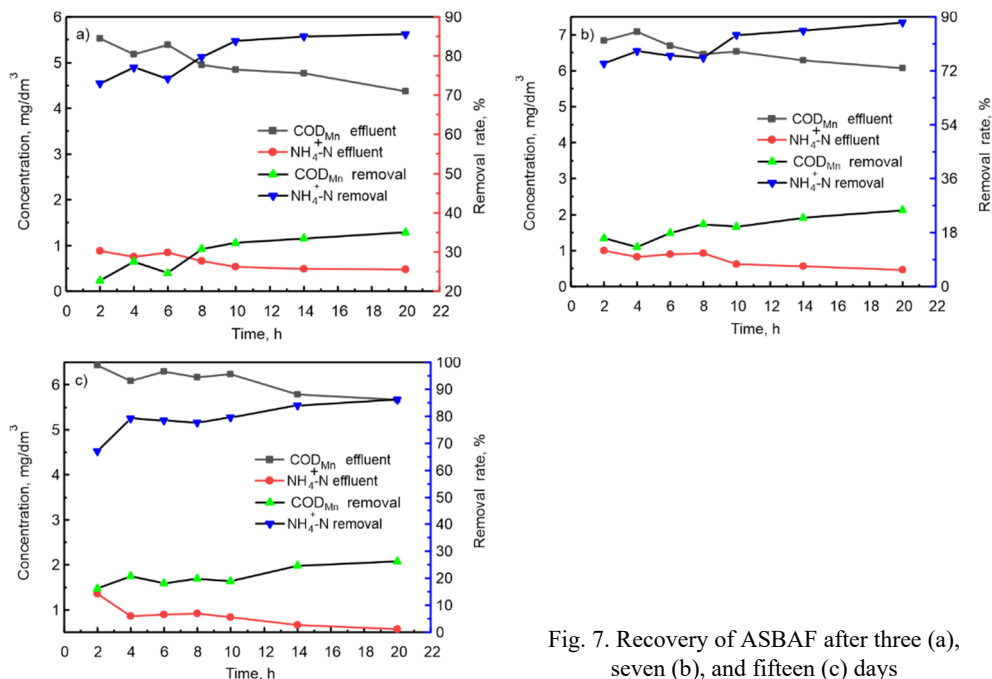 a)
Concentration, mg/dm³
6
5
4
3
2
1
0
90
80
70
60
50
40
30
20
Removal rate, %
COD_Mn effluent
NH₄⁺-N effluent
COD_Mn removal
NH₄⁺-N removal
0 2 4 6 8 10 12 14 16 18 20 22
Time, h
b)
Concentration, mg/dm³
7
6
5
4
3
2
1
0
90
72
54
36
18
0
Removal rate, %
COD_Mn effluent
NH₄⁺-N effluent
COD_Mn removal
NH₄⁺-N removal
0 2 4 6 8 10 12 14 16 18 20 22
Time, h
c)
Concentration, mg/dm³
6
5
4
3
2
1
100
90
80
70
60
50
40
30
20
10
0
Removal rate, %
COD_Mn effluent
NH₄⁺-N effluent
COD_Mn removal
NH₄⁺-N removal
0 2 4 6 8 10 12 14 16 18 20 22
Time, h
Fig. 7. Recovery of ASBAF after three (a),
seven (b), and fifteen (c) days